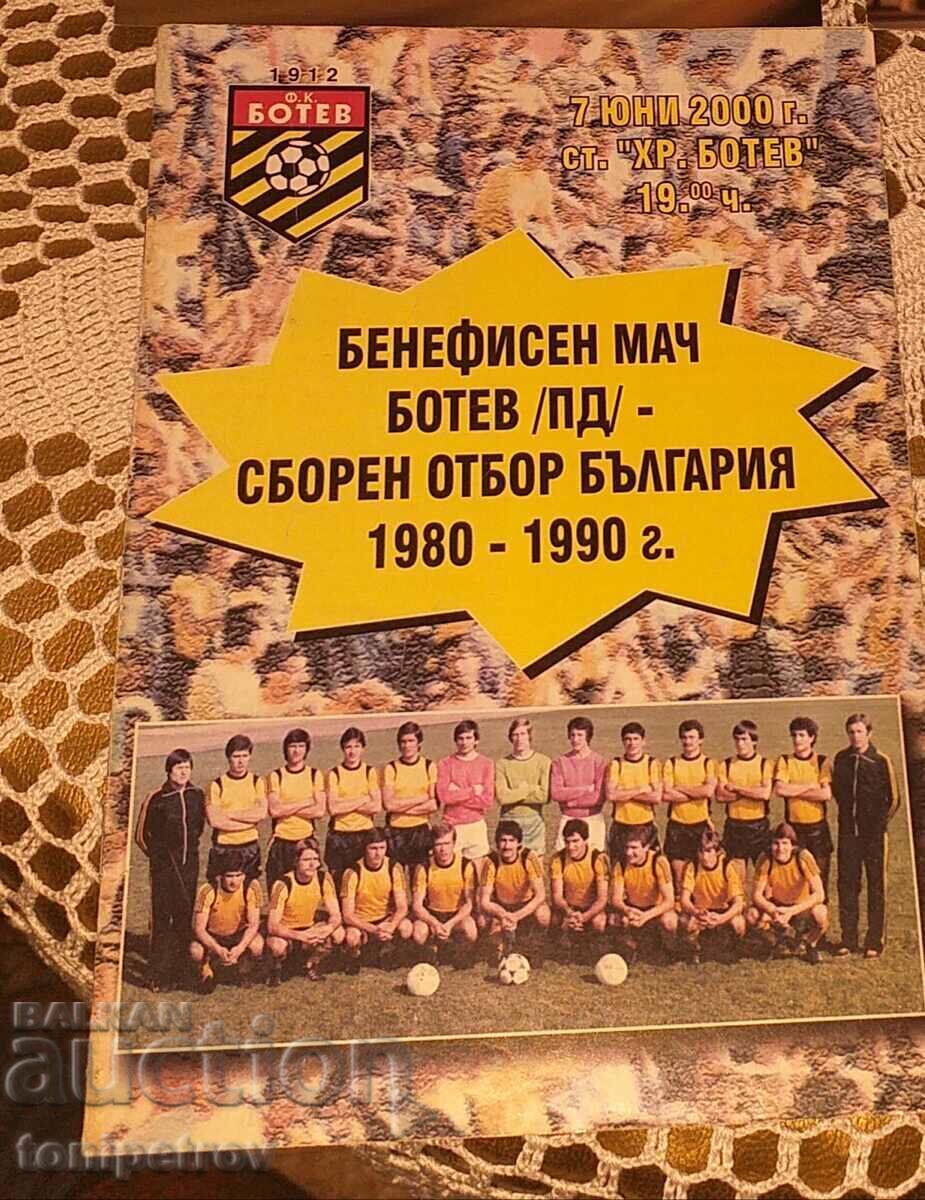 1912
Ф.К.
БОТЕВ
7 ЮНИ 2000 г.
ст. "ХР. БОТЕВ"
19.00 ч.
БЕНЕФИСЕН МАЧ
БОТЕВ /ПД/ -
СБОРЕН ОТБОР БЪЛГАРИЯ
1980 - 1990 г.
BALKAN
auction
tonipetrov